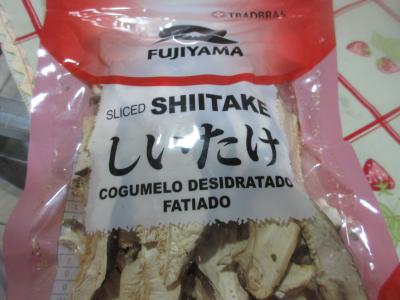 TRADBRAS
FUJIYAMA
SLICED SHIITAKE
しいたけ
COGUMELO DESIDRATADO
FATIADO